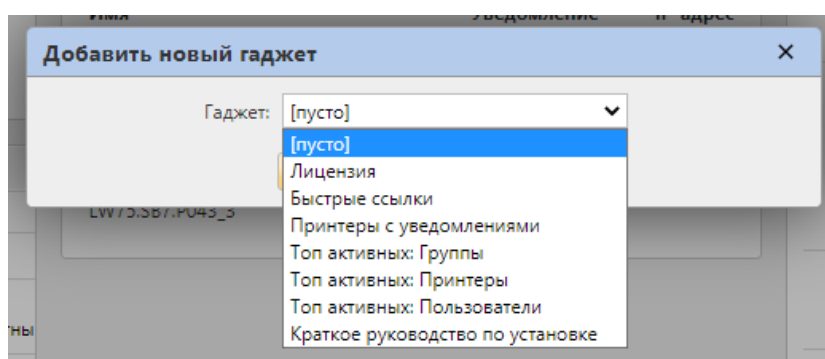 Имя Уведомление IP адрес
Добавить новый гаджет
Гаджет: [пусто]
[пусто]
Лицензия
Быстрые ссылки
LW75.SB7.P043_3
Принтеры с уведомлениями
Топ активных: Группы
Топ активных: Принтеры
Топ активных: Пользователи
Краткое руководство по установке